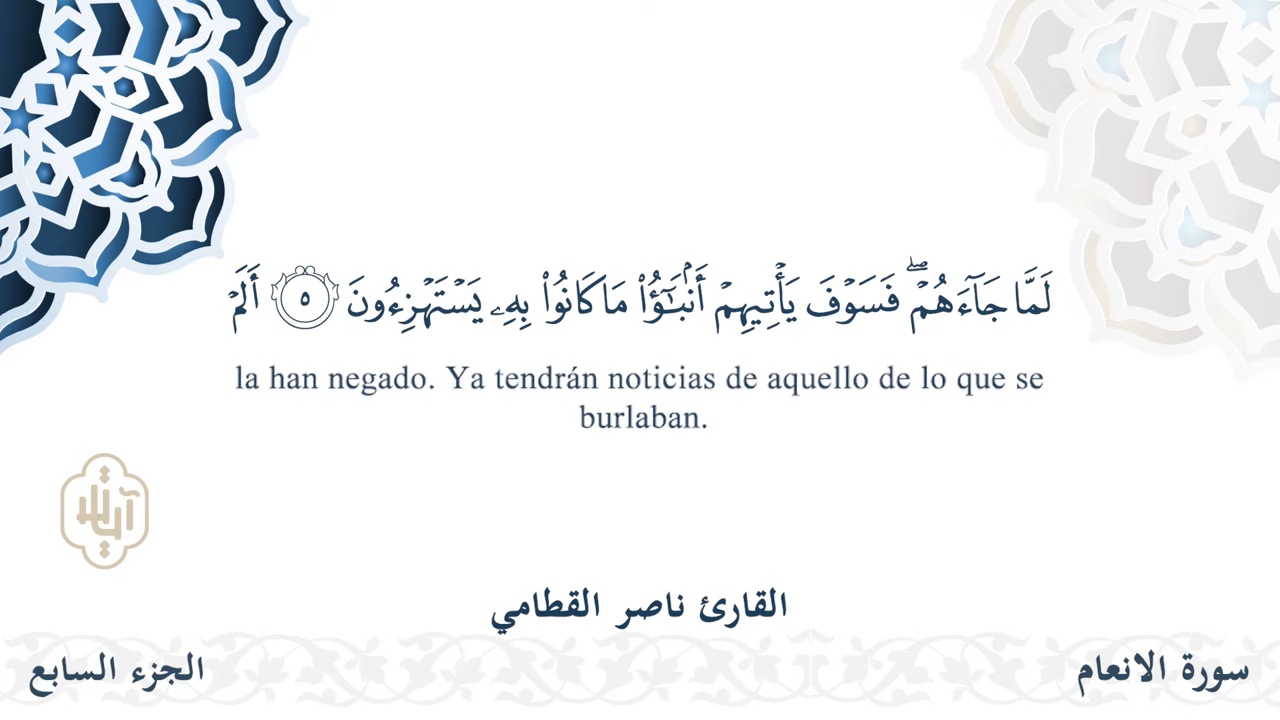 لَمَّا جَآءَهُمْ ۖ فَسَوْفَ يَأْتِيهِمْ أَنۢبَـٰٓؤُا۟ مَا كَانُوا۟ بِهِۦ يَسْتَهْزِءُونَ ٥ أَلَمْ
la han negado. Ya tendrán noticias de aquello de lo que se
burlaban.
القارئ ناصر القطامي
سورة الانعام
الجزء السابع